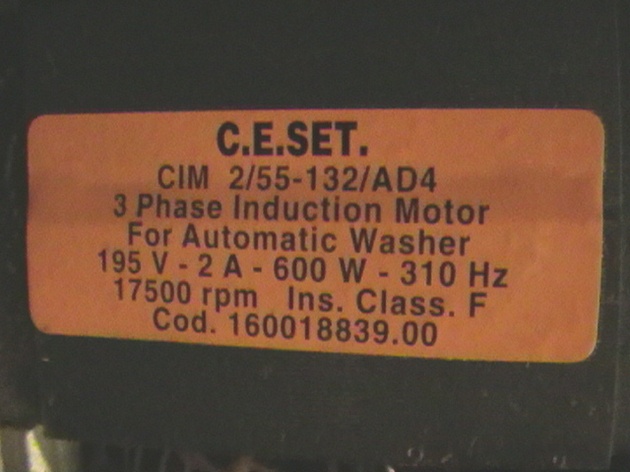 C.E.SET.
CIM 2/55-132/AD4
3 Phase Induction Motor
For Automatic Washer
195 V - 2 A - 600 W - 310 Hz
17500 rpm Ins. Class. F
Cod. 160018839.00